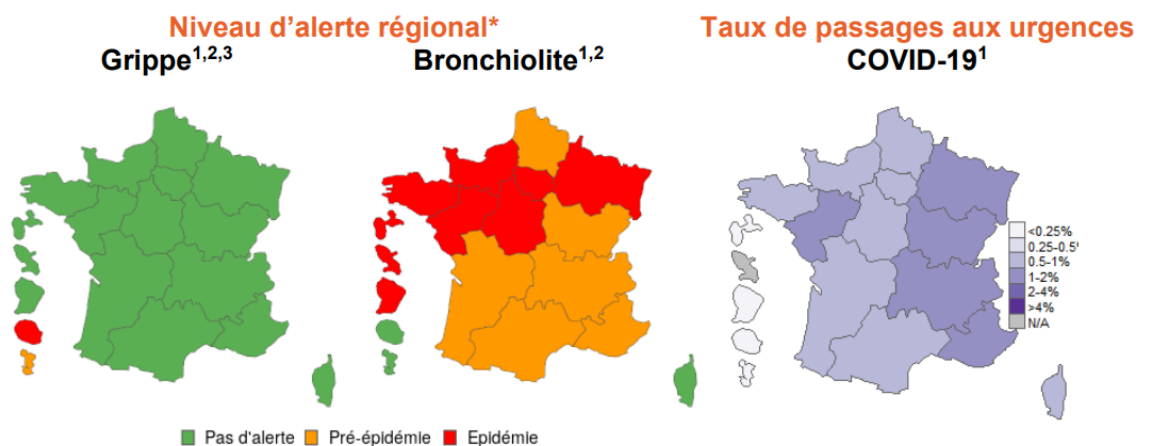 Niveau d’alerte régional*
Grippe1,2,3
Bronchiolite1,2
Pas d'alerte
Pré-épidémie
Epidémie
Taux de passages aux urgences
COVID-191
<0.25%
0.25-0.5'
0.5-1%
1-2%
2-4%
>4%
N/A